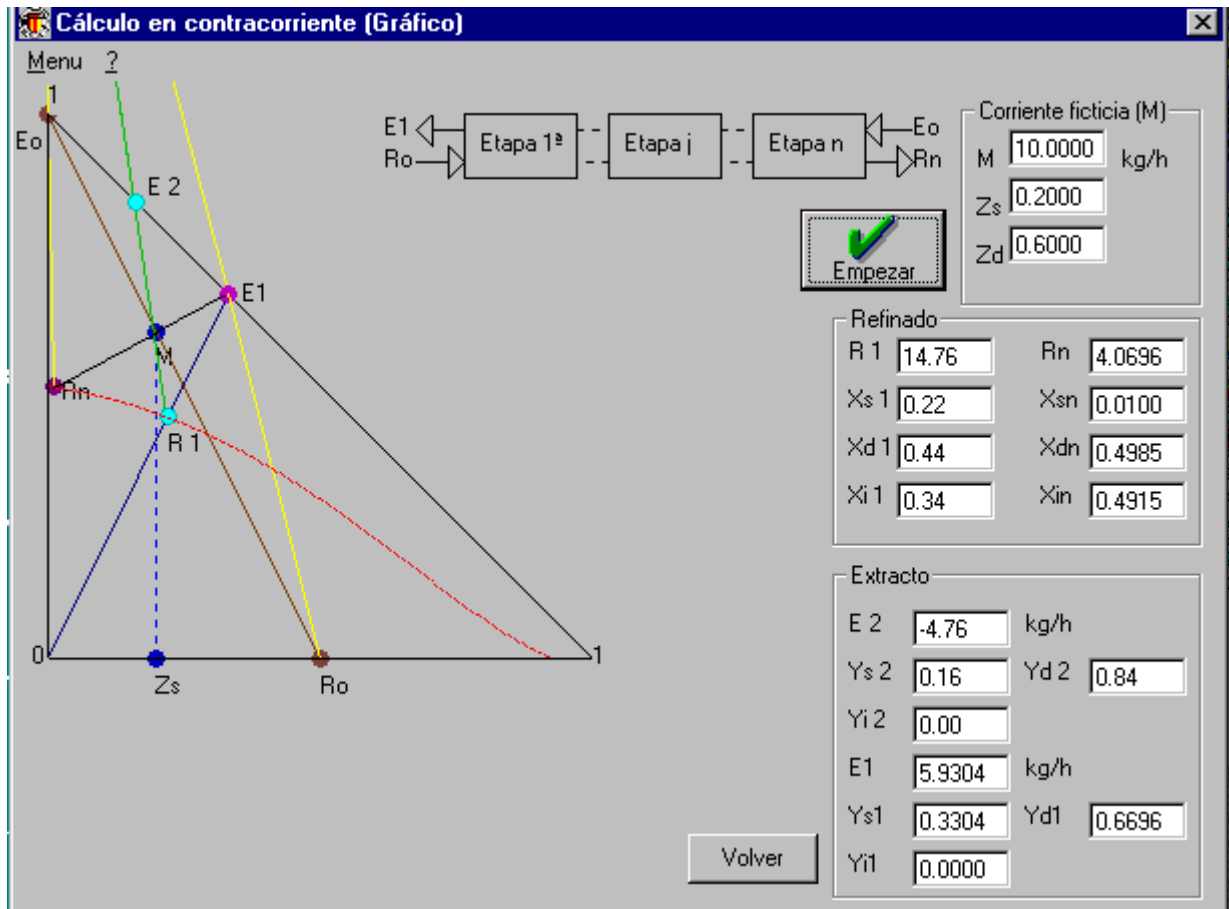 Cálculo en contracorriente (Gráfico)
Menu ?
1
Eo
E 2
E1
M
Rn
R 1
0
Zs
Ro
1
E1
Ro
Etapa 1ª
Etapa j
Etapa n
Eo
Rn
Empezar
Corriente ficticia (M)
M 10.0000 kg/h
Zs 0.2000
Zd 0.6000
Refinado
R 1 14.76 Rn 4.0696
Xs 1 0.22 Xsn 0.0100
Xd 1 0.44 Xdn 0.4985
Xi 1 0.34 Xin 0.4915
Extracto
E 2 -4.76 kg/h
Ys 2 0.16 Yd 2 0.84
Yi 2 0.00
E1 5.9304 kg/h
Ys1 0.3304 Yd1 0.6696
Yi1 0.0000
Volver